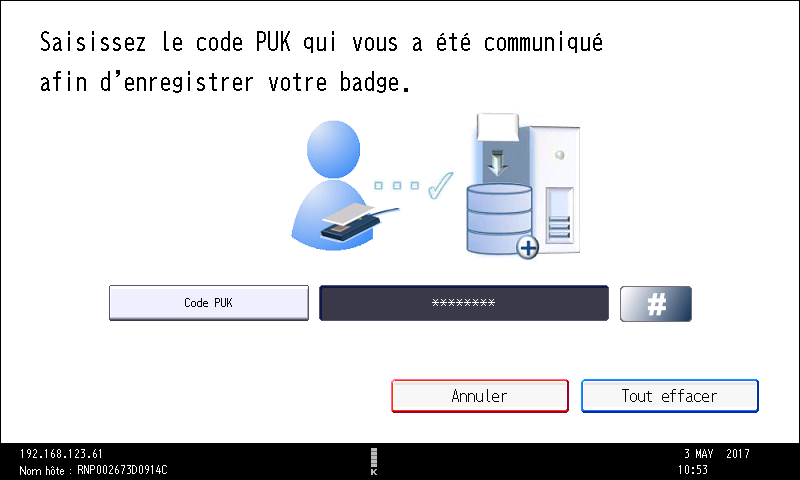 Saisissez le code PUK qui vous a été communiqué
afin d'enregistrer votre badge.
Code PUK ******** #
Annuler Tout effacer
192.168.123.61 3 MAY 2017
Nom hôte : RNP002673D0914C K 10:53